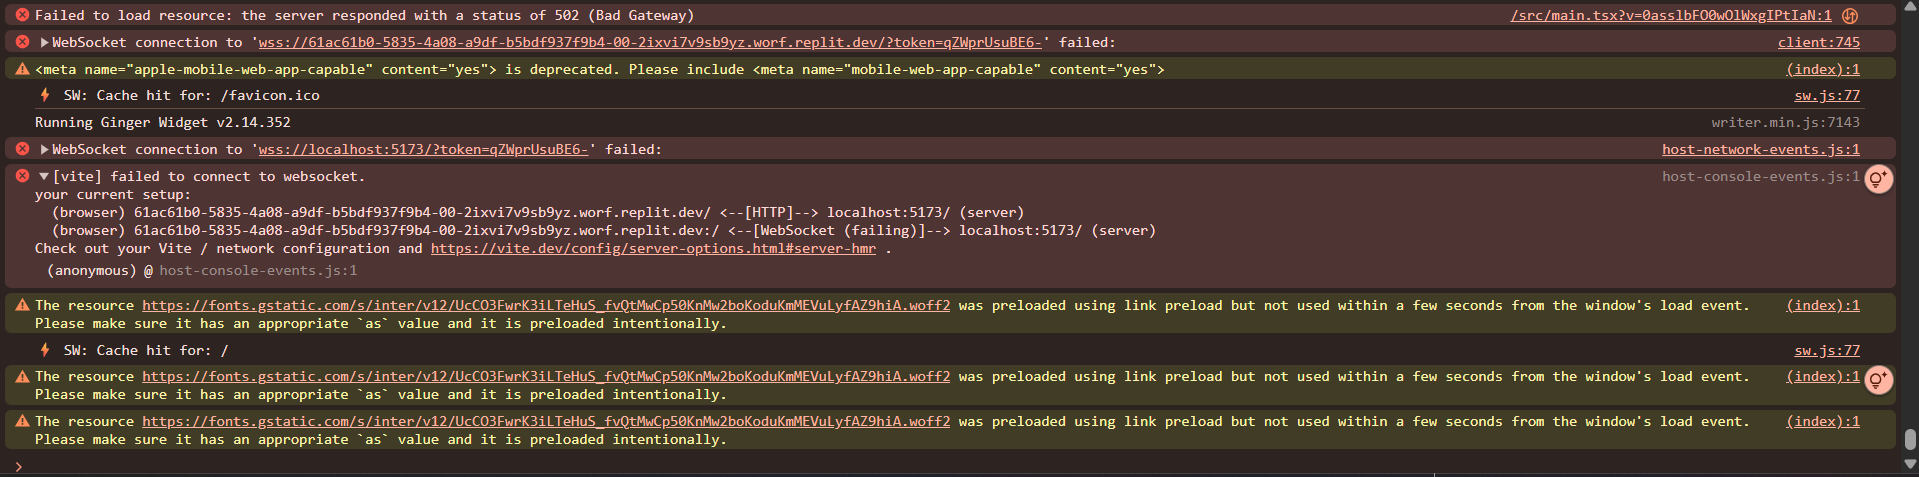 Failed to load resource: the server responded with a status of 502 (Bad Gateway) /src/main.tsx?v=0asslbFO0wOlWxgIPtIaN:1
WebSocket connection to 'wss://61ac61b0-5835-4a08-a9df-b5bdf937f9b4-00-2ixvi7v9sb9yz.worf.replit.dev/?token=qZWprUsuBE6-' failed: client:745
<meta name="apple-mobile-web-app-capable" content="yes"> is deprecated. Please include <meta name="mobile-web-app-capable" content="yes"> (index):1
SW: Cache hit for: /favicon.ico sw.js:77
Running Ginger Widget v2.14.352 writer.min.js:7143
WebSocket connection to 'wss://localhost:5173/?token=qZWprUsuBE6-' failed: host-network-events.js:1
[vite] failed to connect to websocket. host-console-events.js:1
your current setup:
(browser) 61ac61b0-5835-4a08-a9df-b5bdf937f9b4-00-2ixvi7v9sb9yz.worf.replit.dev/ <--[HTTP]--> localhost:5173/ (server)
(browser) 61ac61b0-5835-4a08-a9df-b5bdf937f9b4-00-2ixvi7v9sb9yz.worf.replit.dev:/ <--[WebSocket (failing)]--> localhost:5173/ (server)
Check out your Vite / network configuration and https://vite.dev/config/server-options.html#server-hmr .
(anonymous) @ host-console-events.js:1
The resource https://fonts.gstatic.com/s/inter/v12/UcCO3FwrK3iLTeHuS_fvQtMwCp50KnMw2boKoduKmMEVuLyfAZ9hiA.woff2 was preloaded using link preload but not used within a few seconds from the window's load event. (index):1
Please make sure it has an appropriate `as` value and it is preloaded intentionally.
SW: Cache hit for: / sw.js:77
The resource https://fonts.gstatic.com/s/inter/v12/UcCO3FwrK3iLTeHuS_fvQtMwCp50KnMw2boKoduKmMEVuLyfAZ9hiA.woff2 was preloaded using link preload but not used within a few seconds from the window's load event. (index):1
Please make sure it has an appropriate `as` value and it is preloaded intentionally.
The resource https://fonts.gstatic.com/s/inter/v12/UcCO3FwrK3iLTeHuS_fvQtMwCp50KnMw2boKoduKmMEVuLyfAZ9hiA.woff2 was preloaded using link preload but not used within a few seconds from the window's load event. (index):1
Please make sure it has an appropriate `as` value and it is preloaded intentionally.